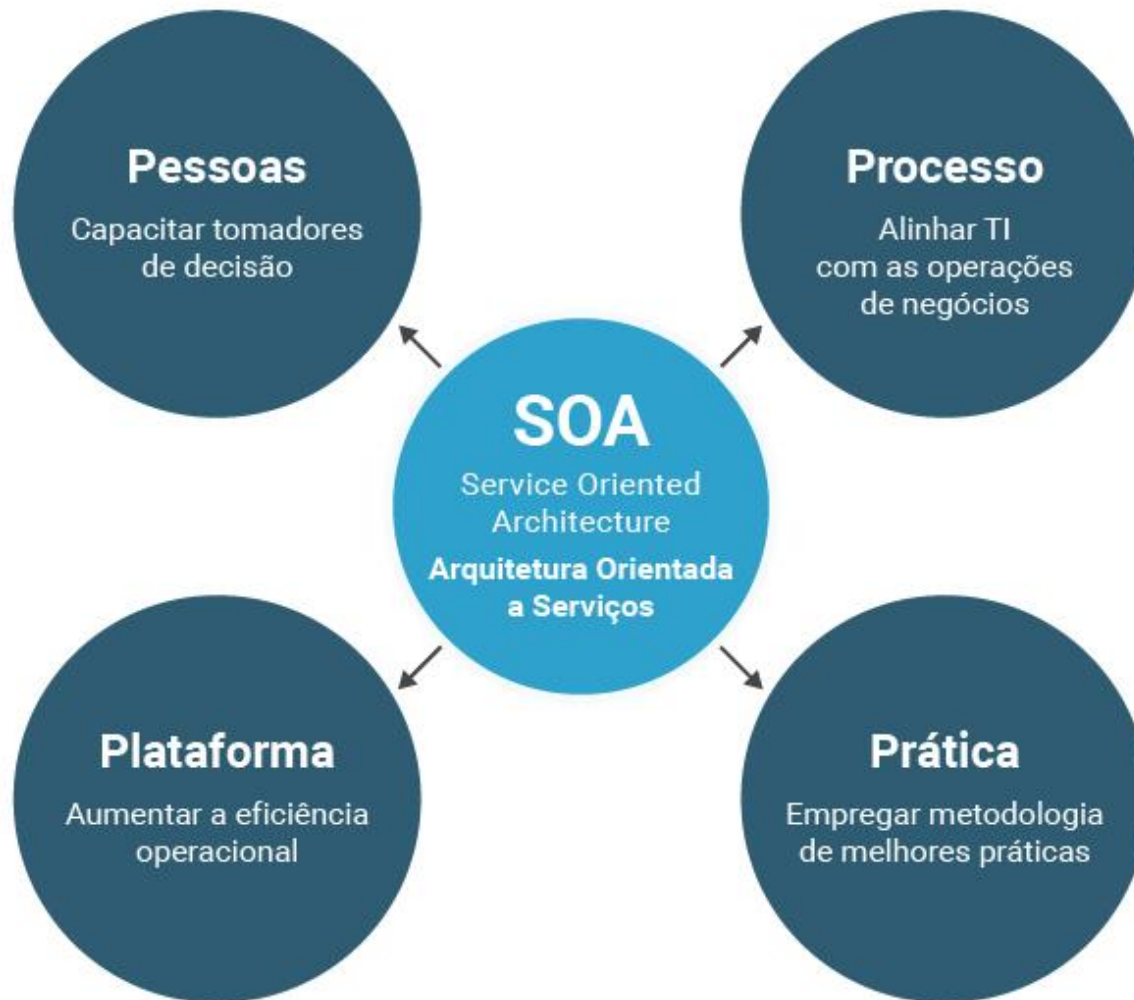 Pessoas
Capacitar tomadores
de decisão
Processo
Alinhar TI
com as operações
de negócios
SOA
Service Oriented
Architecture
Arquitetura Orientada
a Serviços
Plataforma
Aumentar a eficiência
operacional
Prática
Empregar metodologia
de melhores práticas